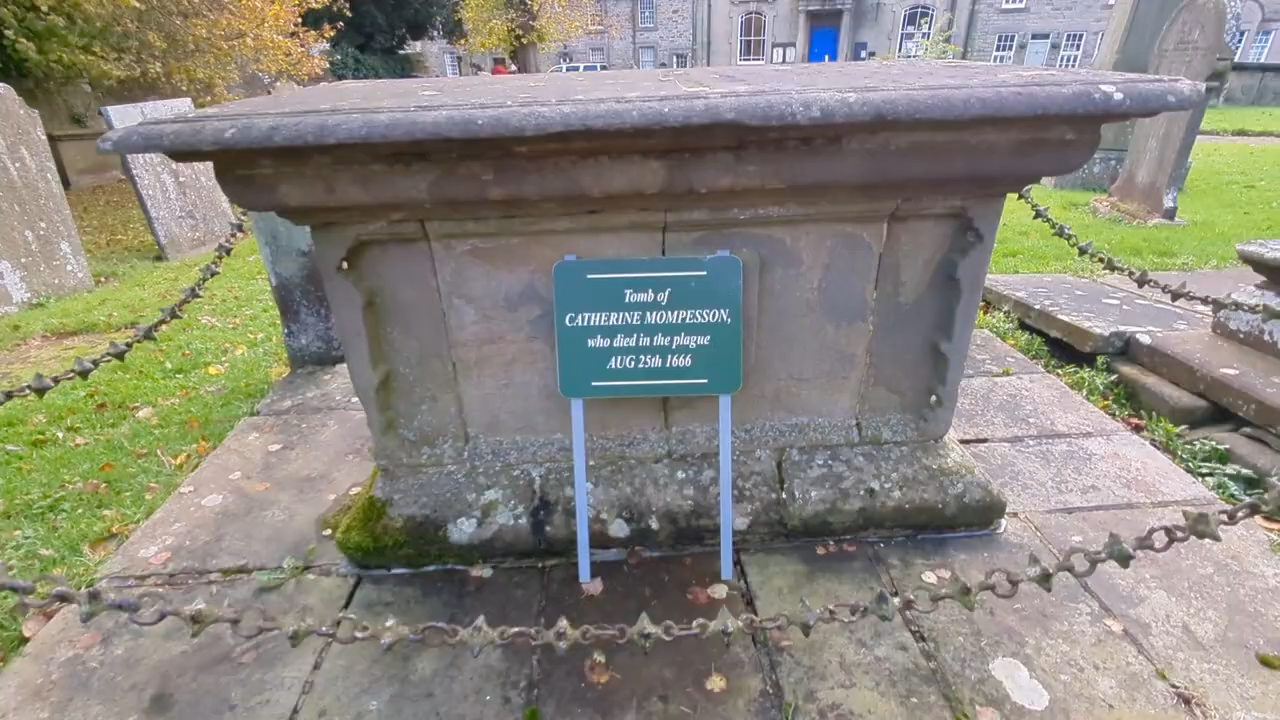 Tomb of
CATHERINE MOMPESSON,
who died in the plague
AUG 25th 1666